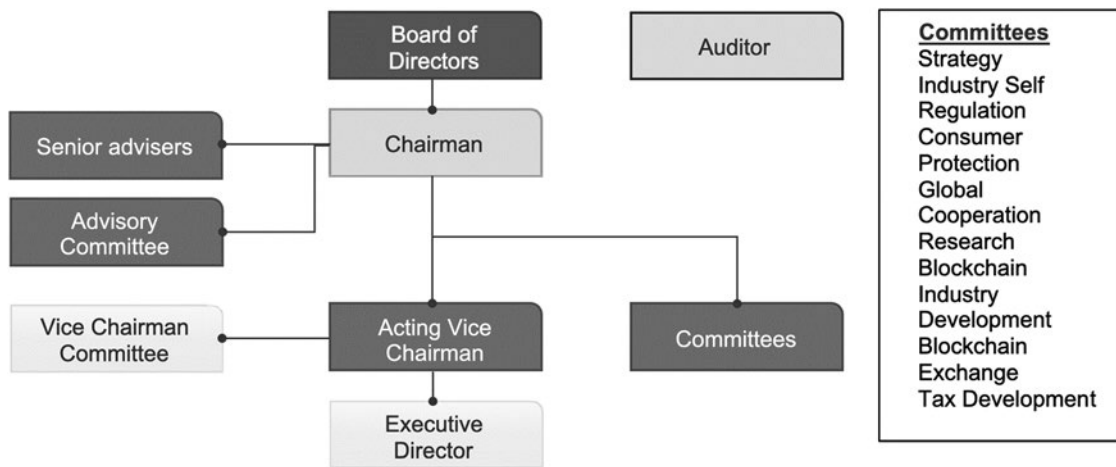 Board of
Directors
Auditor
Senior advisers
Chairman
Advisory
Committee
Vice Chairman
Committee
Acting Vice
Chairman
Committees
Executive
Director
Committees
Strategy
Industry Self
Regulation
Consumer
Protection
Global
Cooperation
Research
Blockchain
Industry
Development
Blockchain
Exchange
Tax Development